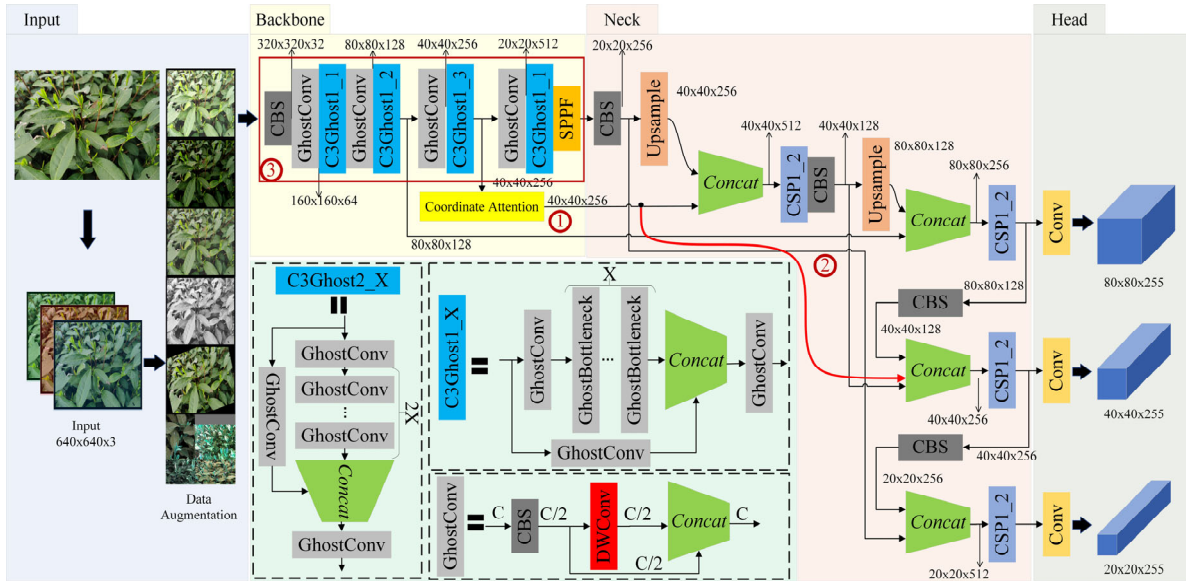 Input
Backbone
Neck
Head
320x320x32
80x80x128
40x40x256
20x20x512
20x20x256
CBS
GhostConv
C3Ghost1_1
GhostConv
C3Ghost1_2
GhostConv
C3Ghost1_3
GhostConv
C3Ghost1_1
SPPF
3
160x160x64
40x40x256
Coordinate Attention
40x40x256
1
80x80x128
CBS
Upsample
40x40x256
Concat
40x40x512
CSP1_2
CBS
40x40x128
Upsample
80x80x128
Concat
80x80x256
CSP1_2
Conv
80x80x255
2
CBS
80x80x128
40x40x128
Concat
CSP1_2
Conv
40x40x256
40x40x255
CBS
40x40x256
20x20x256
Concat
CSP1_2
Conv
20x20x512
20x20x255
Input
640x640x3
Data
Augmentation
C3Ghost2_X
GhostConv
GhostConv
GhostConv
...
GhostConv
2X
Concat
GhostConv
C3Ghost1_X
X
GhostConv
GhostBottleneck
...
GhostBottleneck
Concat
GhostConv
GhostConv
GhostConv
C
CBS
C/2
DWConv
C/2
Concat
C
C/2